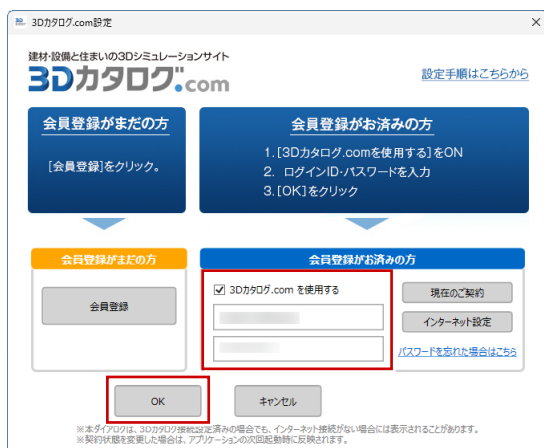 3Dカタログ.com設定
建材・設備と住まいの3Dシミュレーションサイト
3Dカタログ.com
設定手順はこちらから
会員登録がまだの方
[会員登録]をクリック。
会員登録がお済みの方
1.[3Dカタログ.comを使用する]をON
2. ログインID・パスワードを入力
3.[OK]をクリック
会員登録がまだの方
会員登録
会員登録がお済みの方
3Dカタログ.com を使用する
現在のご契約
インターネット設定
パスワードを忘れた場合はこちら
OK
キャンセル
※本ダイアログは、3Dカタログ接続設定済みの場合でも、インターネット接続がない場合には表示されることがあります。
※契約状態を変更した場合は、アプリケーションの次回起動時に反映されます。